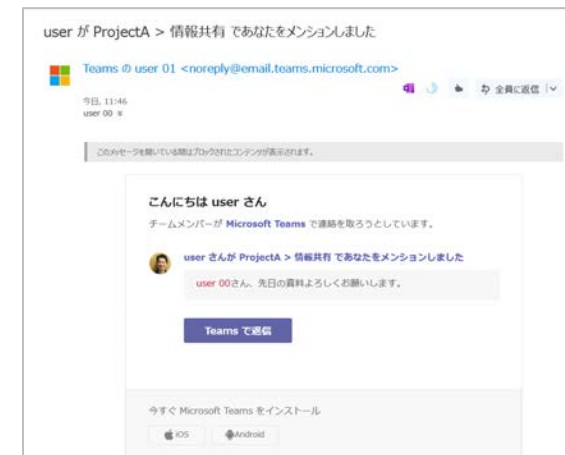 user が ProjectA > 情報共有 であなたをメンションしました
Teams の user 01 <noreply@email.teams.microsoft.com>
全員に返信
今日, 11:46
user 00
このメッセージを開いている間はブロックされたコンテンツが表示されます。
こんにちは user さん
チームメンバーが Microsoft Teams で連絡を取ろうとしています。
user さんが ProjectA > 情報共有 であなたをメンションしました
user 00さん、先日の資料よろしくお願いします。
Teams で返信
今すぐ Microsoft Teams をインストール
iOS Android